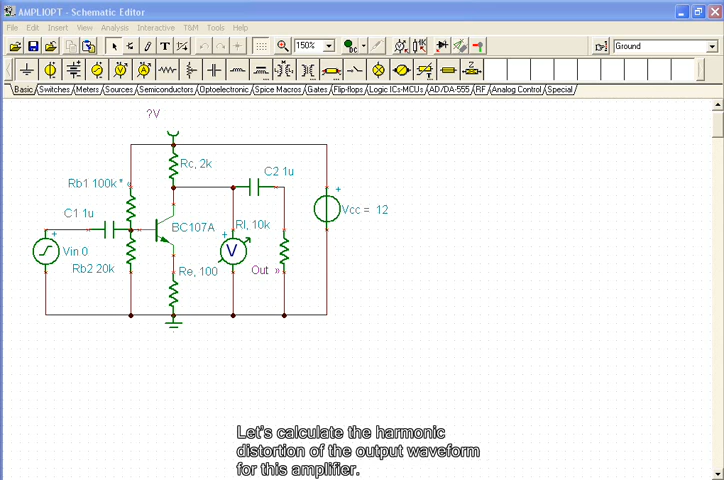 AMPLIOPT - Schematic Editor
File Edit Insert View Analysis Interactive T&M Tools Help
150% DC Ground
Basic Switches Meters Sources Semiconductors Optoelectronic Spice Macros Gates Flip-flops Logic ICs-MCUs AD/DA-555 RF Analog Control Special
?V
Rc, 2k
C2 1u
Rb1 100k *
+
Vcc = 12
C1 1u
BC107A
Rl, 10k
+
+
V
Vin 0
Rb2 20k
Re, 100
Out »
Let's calculate the harmonic
distortion of the output waveform
for this amplifier.